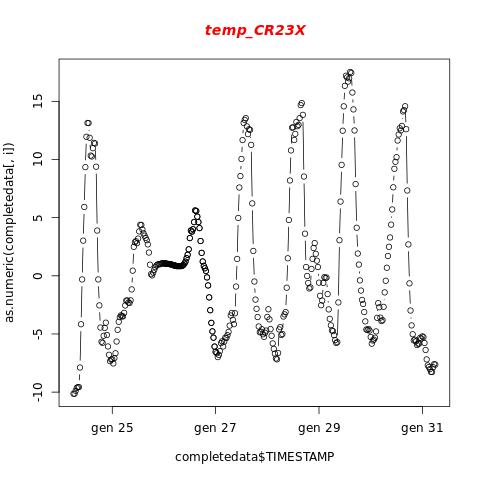 temp_CR23X
as.numeric(completedata[, i])
15
10
5
0
-5
-10
gen 25
gen 27
gen 29
gen 31
completedata$TIMESTAMP